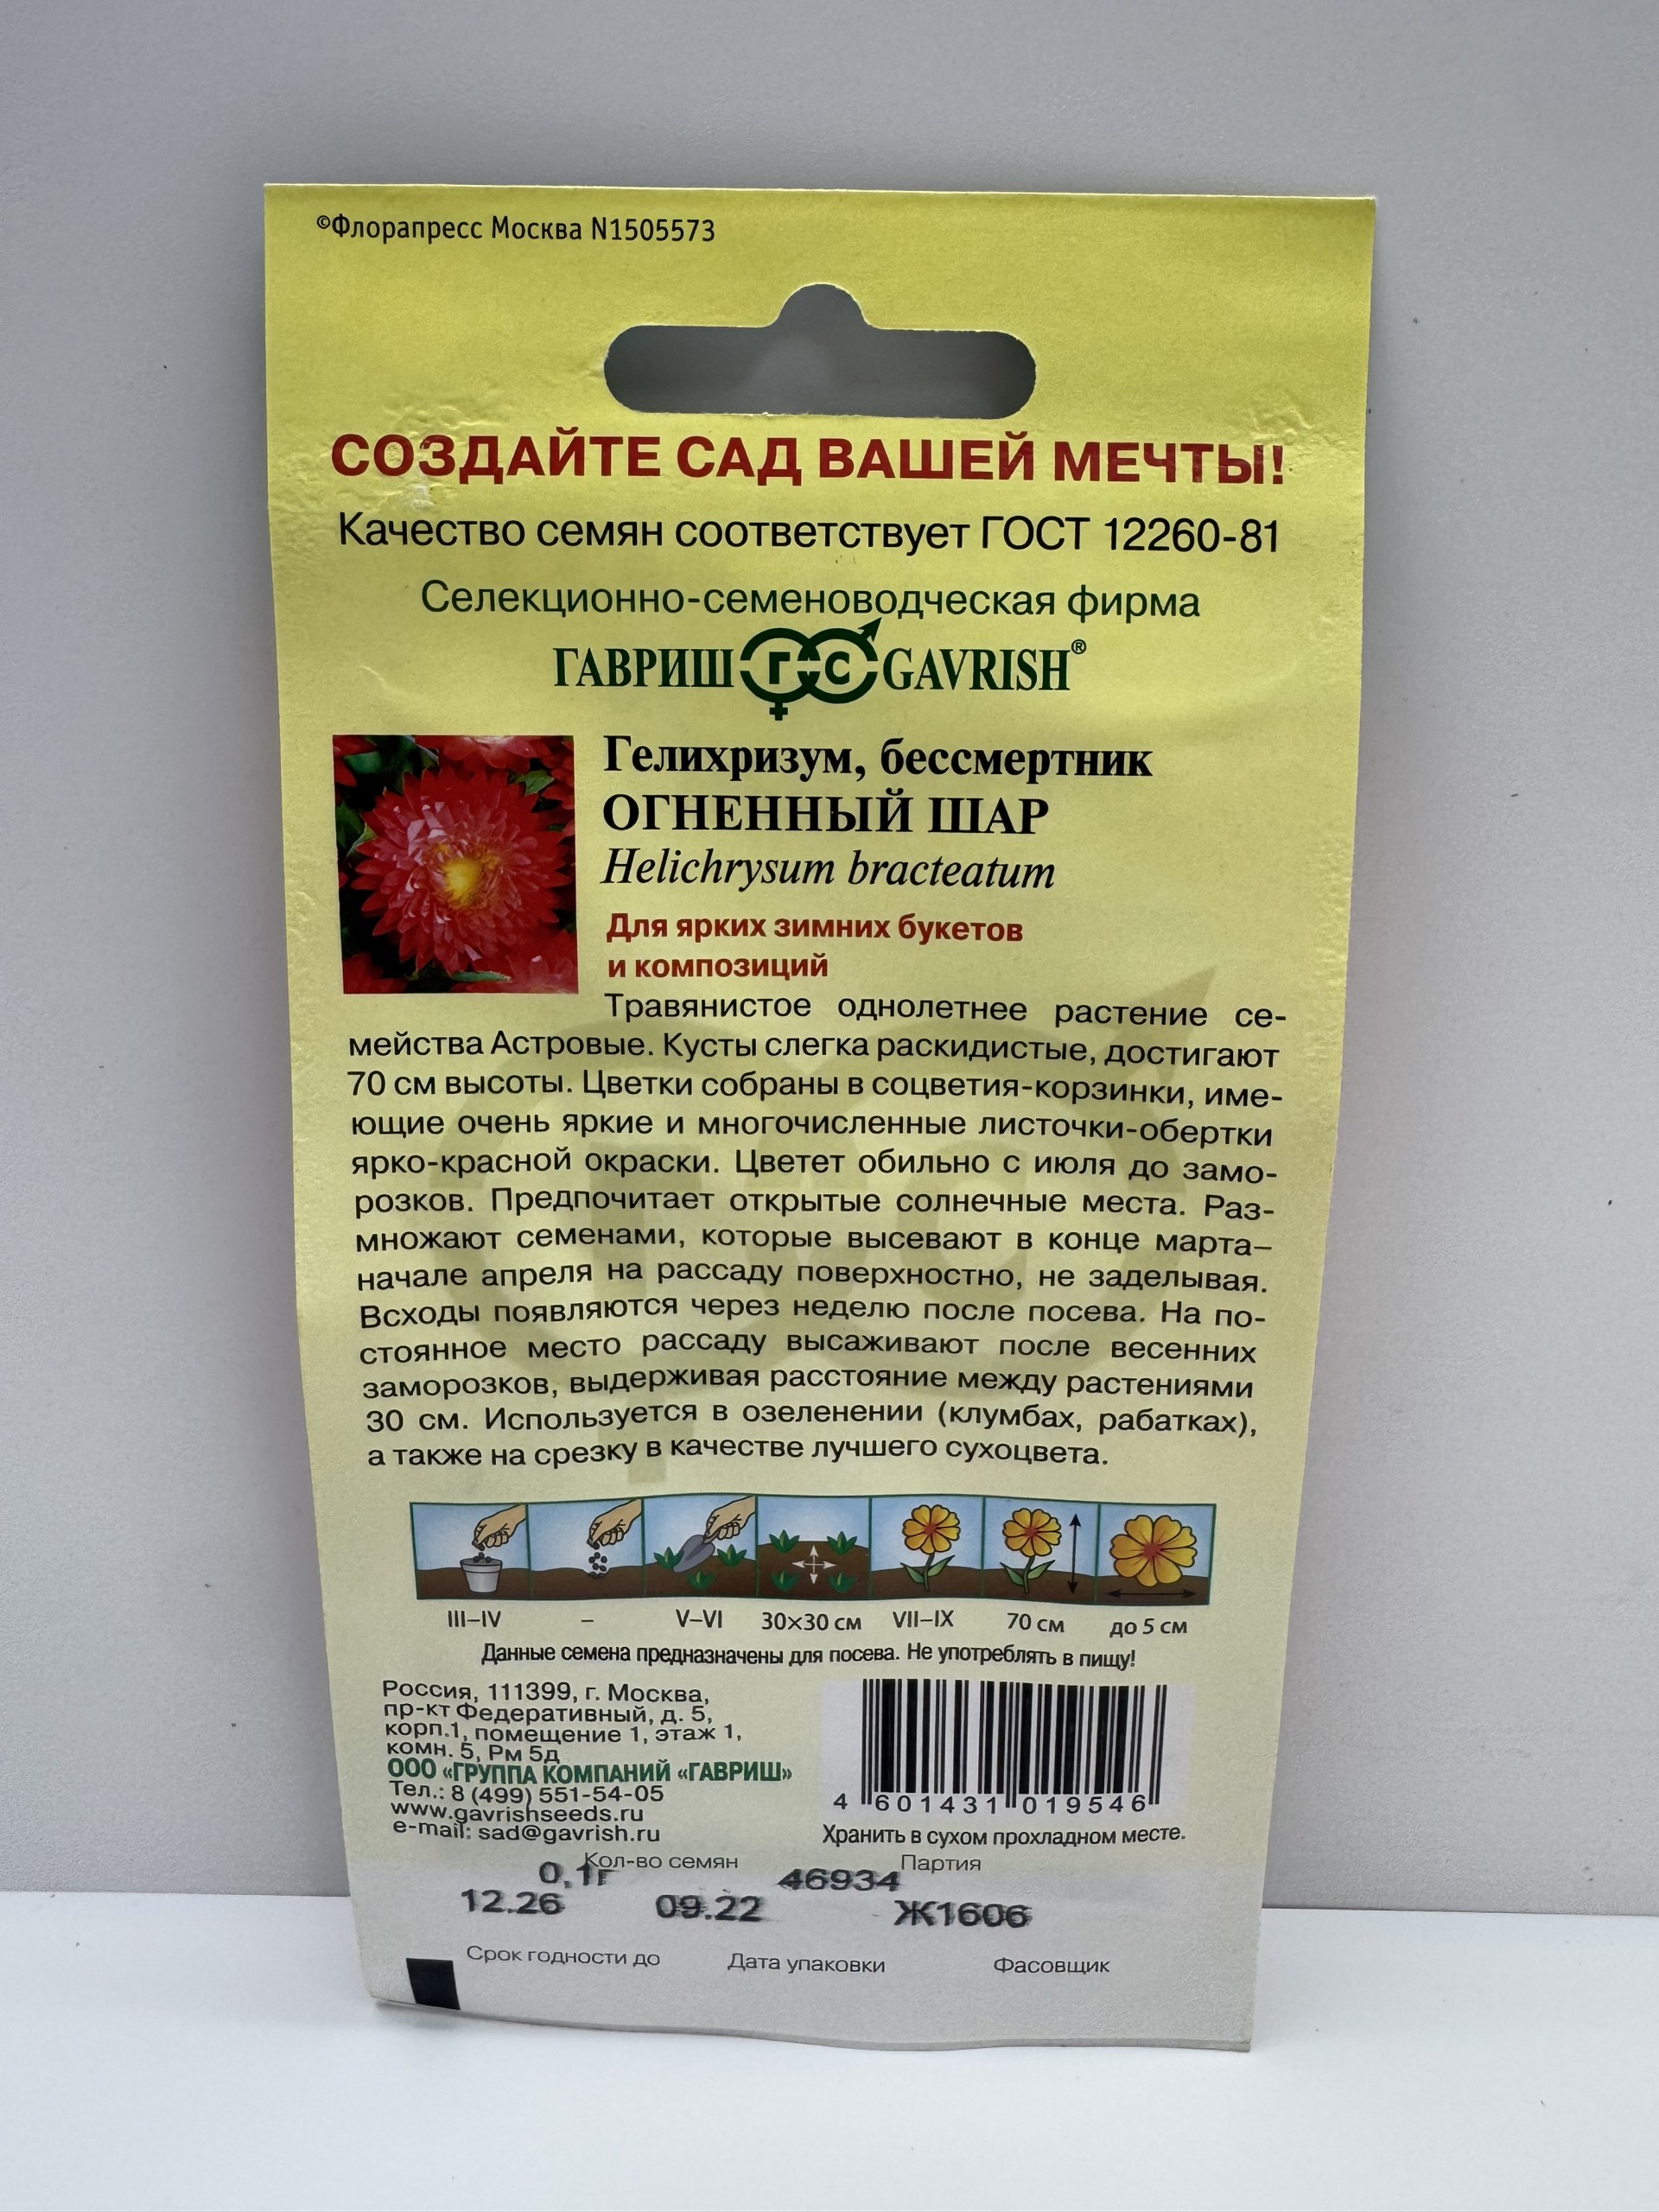 ©Флорапресс Москва N1505573
СОЗДАЙТЕ САД ВАШЕЙ МЕЧТЫ!
Качество семян соответствует ГОСТ 12260-81
Селекционно-семеноводческая фирма
ГАВРИШ ГС GAVRISH®
Гелихризум, бессмертник
ОГНЕННЫЙ ШАР
Helichrysum bracteatum
Для ярких зимних букетов
и композиций
Травянистое однолетнее растение се-
мейства Астровые. Кусты слегка раскидистые, достигают
70 см высоты. Цветки собраны в соцветия-корзинки, име-
ющие очень яркие и многочисленные листочки-обертки
ярко-красной окраски. Цветет обильно с июля до замо-
розков. Предпочитает открытые солнечные места. Раз-
множают семенами, которые высевают в конце марта–
начале апреля на рассаду поверхностно, не заделывая.
Всходы появляются через неделю после посева. На по-
стоянное место рассаду высаживают после весенних
заморозков, выдерживая расстояние между растениями
30 см. Используется в озеленении (клумбах, рабатках),
а также на срезку в качестве лучшего сухоцвета.
III–IV – V–VI 30×30 см VII–IX 70 см до 5 см
Данные семена предназначены для посева. Не употреблять в пищу!
Россия, 111399, г. Москва,
пр-кт Федеративный, д. 5,
корп.1, помещение 1, этаж 1,
комн. 5, Рм 5д
ООО «ГРУППА КОМПАНИЙ «ГАВРИШ»
Тел.: 8 (499) 551-54-05
www.gavrishseeds.ru
e-mail: sad@gavrish.ru
4 601431 019546
Хранить в сухом прохладном месте.
Кол-во семян Партия
0,1г 46934
12.26 09.22 Ж1606
Срок годности до Дата упаковки Фасовщик